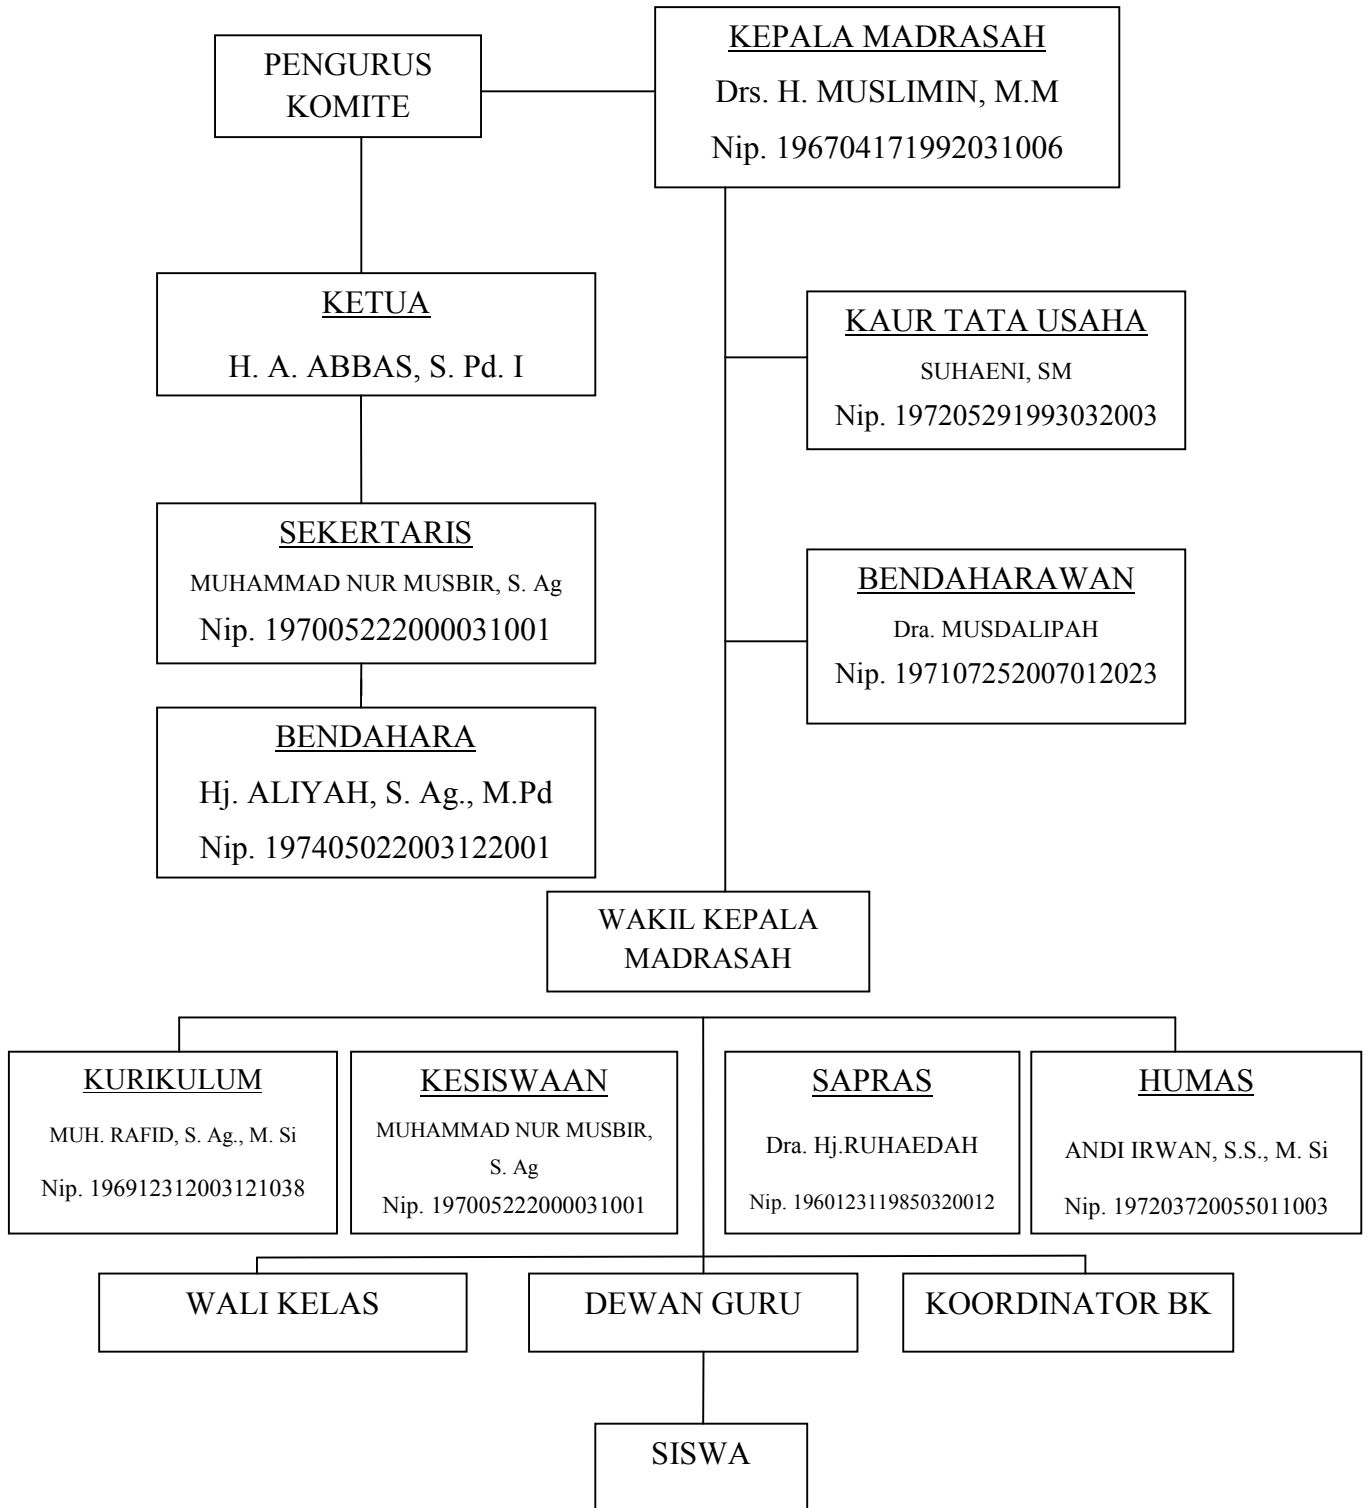 PENGURUS
KOMITE
KEPALA MADRASAH
Drs. H. MUSLIMIN, M.M
Nip. 196704171992031006
KETUA
H. A. ABBAS, S. Pd. I
KAUR TATA USAHA
SUHAENI, SM
Nip. 197205291993032003
SEKERTARIS
MUHAMMAD NUR MUSBIR, S. Ag
Nip. 197005222000031001
BENDAHARAWAN
Dra. MUSDALIPAH
Nip. 197107252007012023
BENDAHARA
Hj. ALIYAH, S. Ag., M.Pd
Nip. 197405022003122001
WAKIL KEPALA
MADRASAH
KURIKULUM
MUH. RAFID, S. Ag., M. Si
Nip. 196912312003121038
KESISWAAN
MUHAMMAD NUR MUSBIR,
S. Ag
Nip. 197005222000031001
SAPRAS
Dra. Hj.RUHAEDAH
Nip. 1960123119850320012
HUMAS
ANDI IRWAN, S.S., M. Si
Nip. 197203720055011003
WALI KELAS
DEWAN GURU
KOORDINATOR BK
SISWA